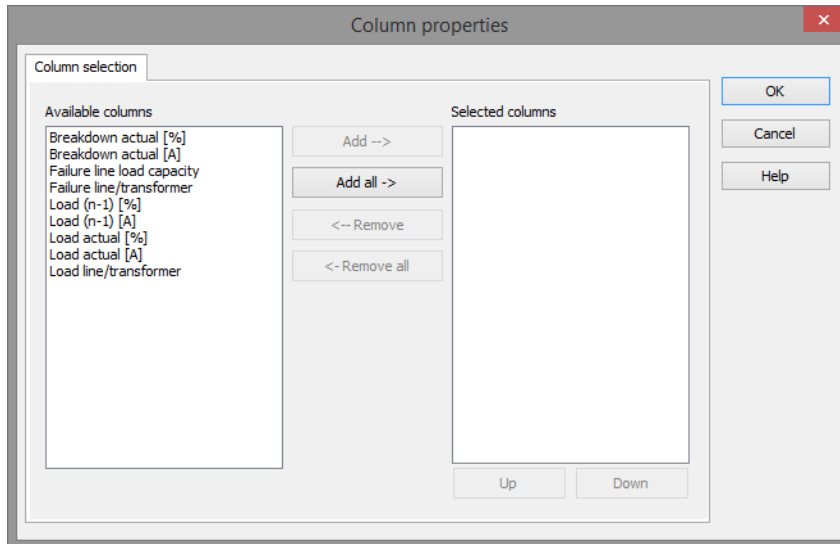 Column properties
Column selection
Available columns
Breakdown actual [%]
Breakdown actual [A]
Failure line load capacity
Failure line/transformer
Load (n-1) [%]
Load (n-1) [A]
Load actual [%]
Load actual [A]
Load line/transformer
Add -->
Add all ->
<-- Remove
<- Remove all
Selected columns
Up
Down
OK
Cancel
Help